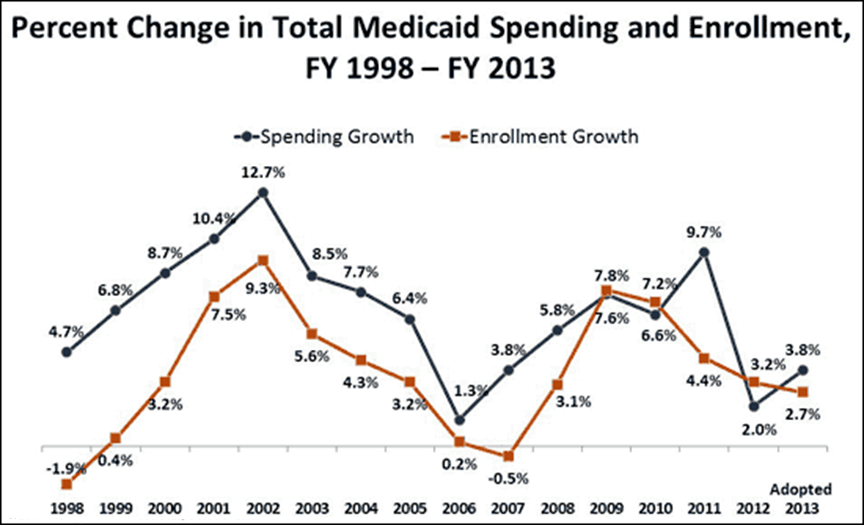 Percent Change in Total Medicaid Spending and Enrollment,
FY 1998 – FY 2013
Spending Growth Enrollment Growth
12.7%
10.4%
9.7%
8.7% 9.3% 8.5%
7.8% 7.2%
6.8% 7.5% 7.7%
6.4% 5.8% 7.6% 6.6%
4.7% 5.6% 3.8% 3.2% 3.8%
3.2% 4.3% 3.2% 1.3% 3.1% 4.4% 2.7%
2.0%
-1.9% 0.4% 0.2% -0.5%
Adopted
1998 1999 2000 2001 2002 2003 2004 2005 2006 2007 2008 2009 2010 2011 2012 2013